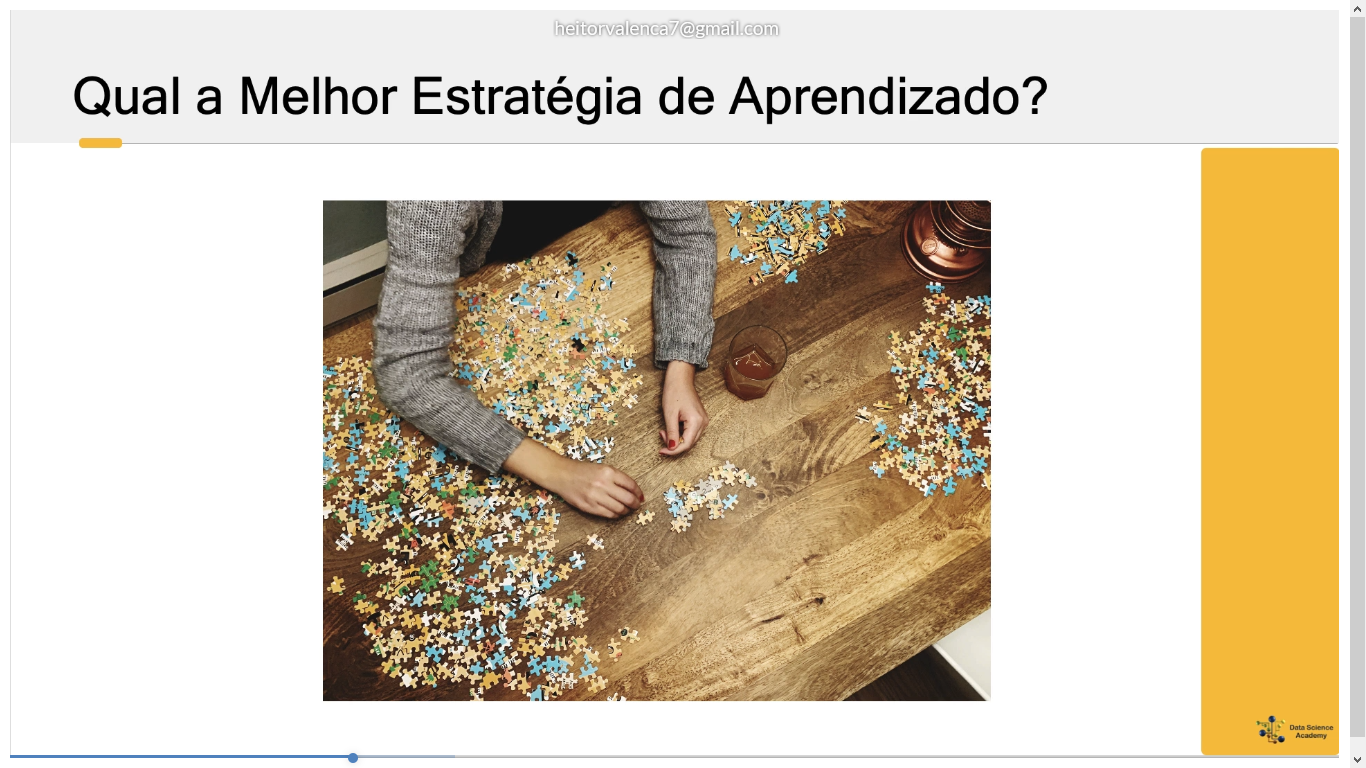 heitorvalenca7@gmail.com
Qual a Melhor Estratégia de Aprendizado?
Data Science
Academy